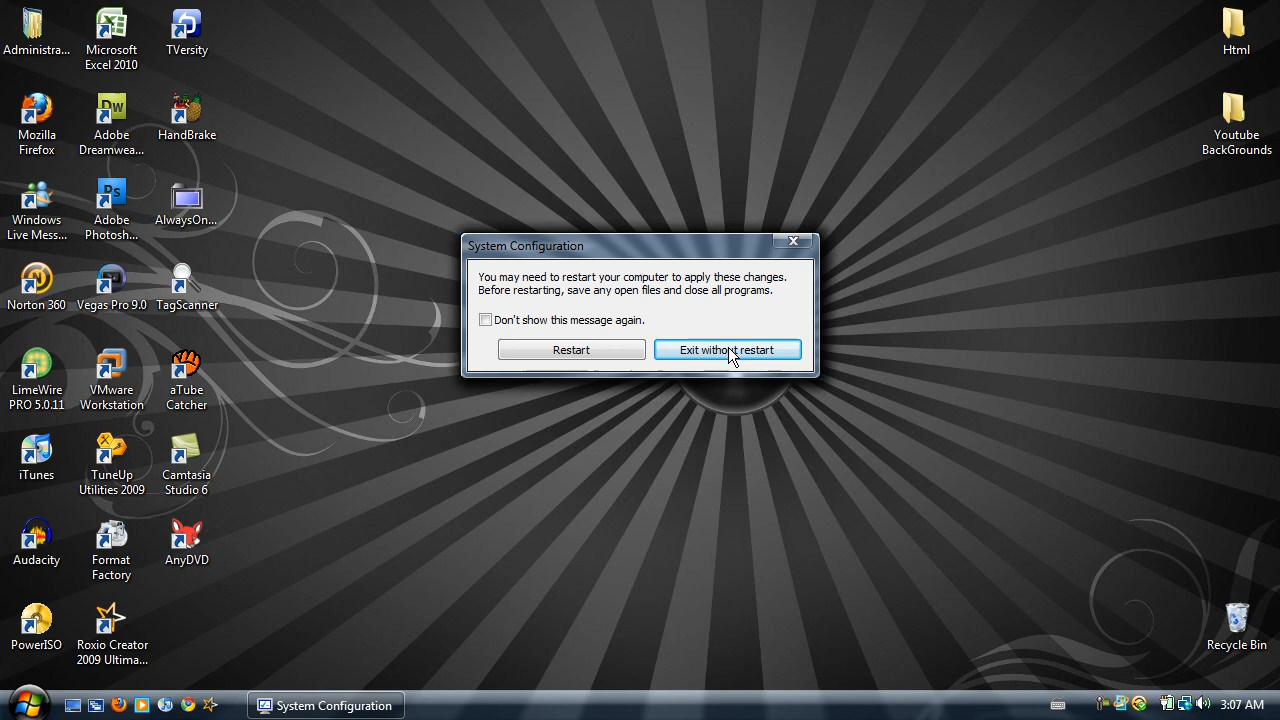 Administra...
Microsoft
Excel 2010
TVersity
Mozilla
Firefox
Adobe
Dreamwea...
HandBrake
Windows
Live Mess...
Adobe
Photosh...
AlwaysOn...
Norton 360
Vegas Pro 9.0
TagScanner
LimeWire
PRO 5.0.11
VMware
Workstation
aTube
Catcher
iTunes
TuneUp
Utilities 2009
Camtasia
Studio 6
Audacity
Format
Factory
AnyDVD
PowerISO
Roxio Creator
2009 Ultima...
Html
Youtube
BackGrounds
Recycle Bin
System Configuration
You may need to restart your computer to apply these changes.
Before restarting, save any open files and close all programs.
Don't show this message again.
Restart
Exit without restart
System Configuration
3:07 AM
Dw
Ps